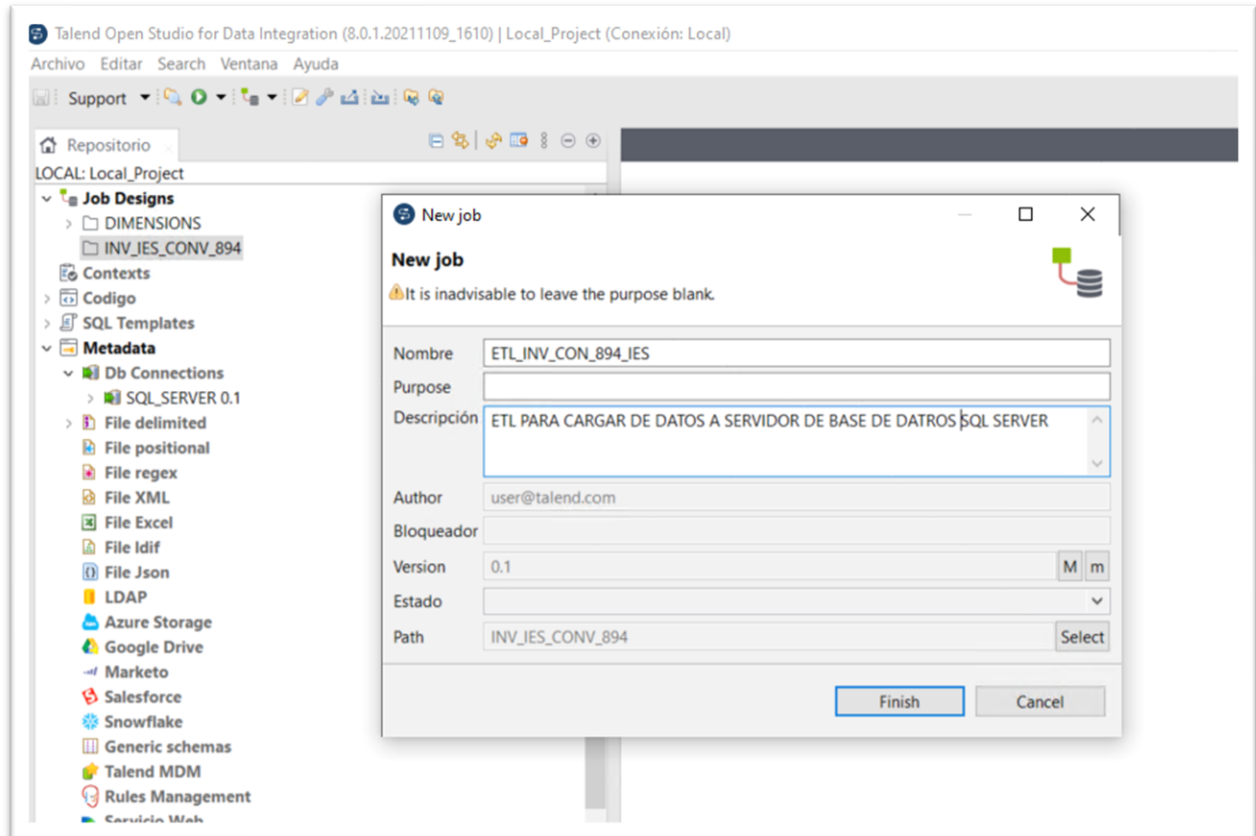 Talend Open Studio for Data Integration (8.0.1.20211109_1610) | Local_Project (Conexión: Local)
Archivo Editar Search Ventana Ayuda
Support
Repositorio
LOCAL: Local_Project
Job Designs
DIMENSIONS
INV_IES_CONV_894
Contexts
Codigo
SQL Templates
Metadata
Db Connections
SQL_SERVER 0.1
File delimited
File positional
File regex
File XML
File Excel
File ldif
File Json
LDAP
Azure Storage
Google Drive
Marketo
Salesforce
Snowflake
Generic schemas
Talend MDM
Rules Management
Servicio Web
New job
New job
It is inadvisable to leave the purpose blank.
Nombre ETL_INV_CON_894_IES
Purpose
Descripción ETL PARA CARGAR DE DATOS A SERVIDOR DE BASE DE DATROS SQL SERVER
Author user@talend.com
Bloqueador
Version 0.1 M m
Estado
Path INV_IES_CONV_894 Select
Finish Cancel